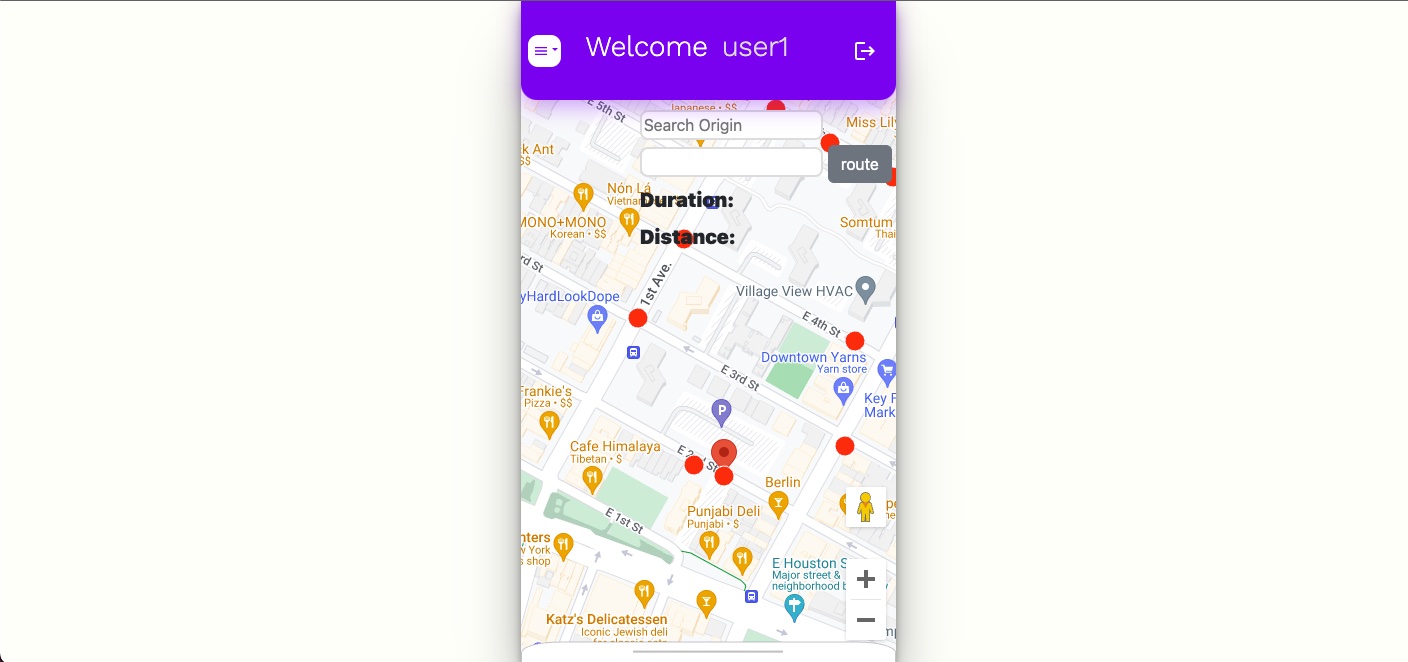 Welcome user1
E 5th St
Japanese • $$
Search Origin
Miss Lily
k Ant
$$
route
Nón Lá
Duration:
MONO+MONO
Korean • $$
Somtum
Thai
Distance:
rd St
1st Ave.
Village View HVAC
yHardLookDope
E 4th St
Downtown Yarns
Yarn store
E 3rd St
Key F
Mark
Frankie's
Pizza • $$
P
Cafe Himalaya
Tibetan • $
Berlin
Punjabi Deli
Punjabi • $
E 1st St
nters
w York
s shop
E Houston S
Major street &
neighborhood b
Katz's Delicatessen
Iconic Jewish deli